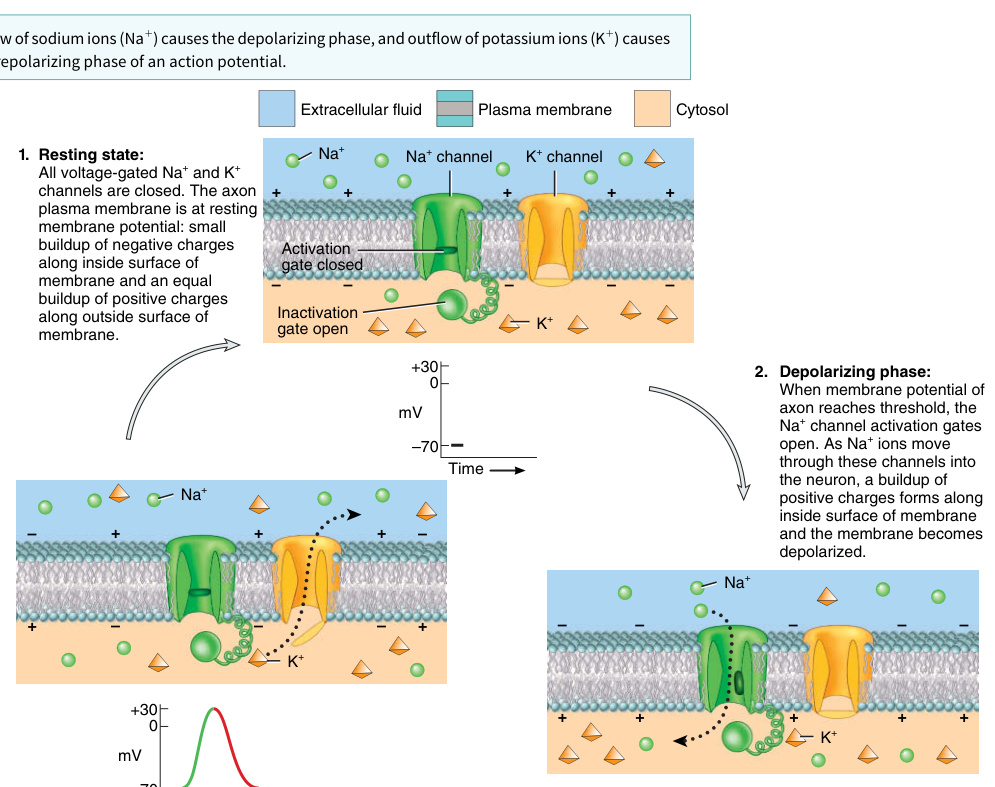 w of sodium ions (Na⁺) causes the depolarizing phase, and outflow of potassium ions (K⁺) causes
repolarizing phase of an action potential.
Extracellular fluid
Plasma membrane
Cytosol
1. Resting state:
All voltage-gated Na⁺ and K⁺
channels are closed. The axon
plasma membrane is at resting
membrane potential: small
buildup of negative charges
along inside surface of
membrane and an equal
buildup of positive charges
along outside surface of
membrane.
Na⁺
Na⁺ channel
K⁺ channel
+ + + + +
Activation
gate closed
– – – – –
Inactivation
gate open
K⁺
+30
0
mV
–70
Time
2. Depolarizing phase:
When membrane potential of
axon reaches threshold, the
Na⁺ channel activation gates
open. As Na⁺ ions move
through these channels into
the neuron, a buildup of
positive charges forms along
inside surface of membrane
and the membrane becomes
depolarized.
Na⁺
– + + + –
+ – – – +
K⁺
Na⁺
– – – –
+ + + +
K⁺
+30
0
mV